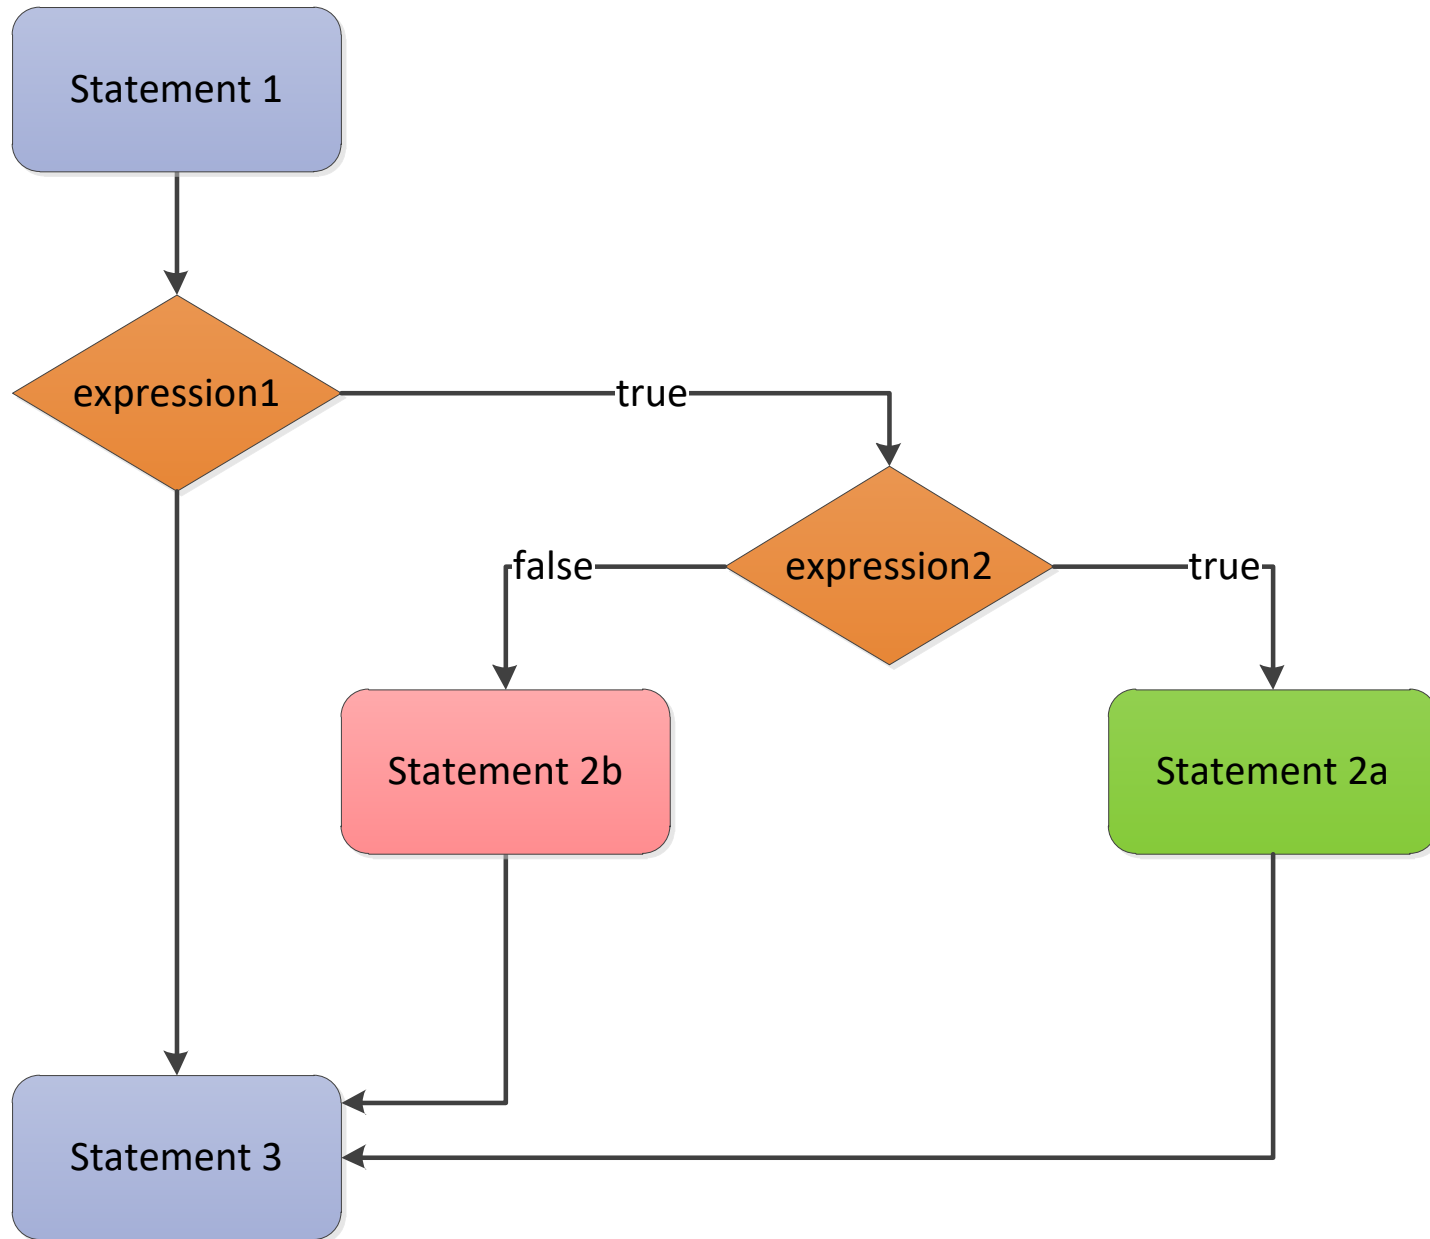 Statement 1
expression1
true
expression2
false
true
Statement 2b
Statement 2a
Statement 3